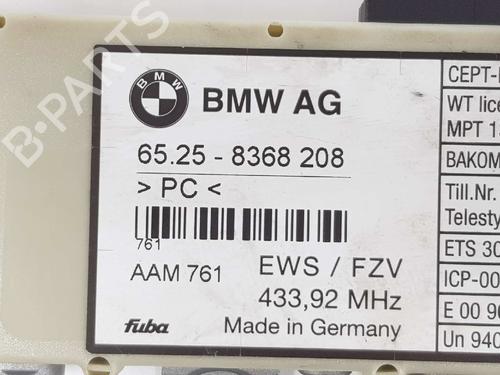 BMW
BMW AG
65.25 - 8368 208
> PC <
761
AAM 761
EWS / FZV
433,92 MHz
fuba
Made in Germany
CEPT-
WT lice
MPT 1
BAKOM
Till.Nr.
Telesty
ETS 30
ICP-00
E 00 9
Un 940